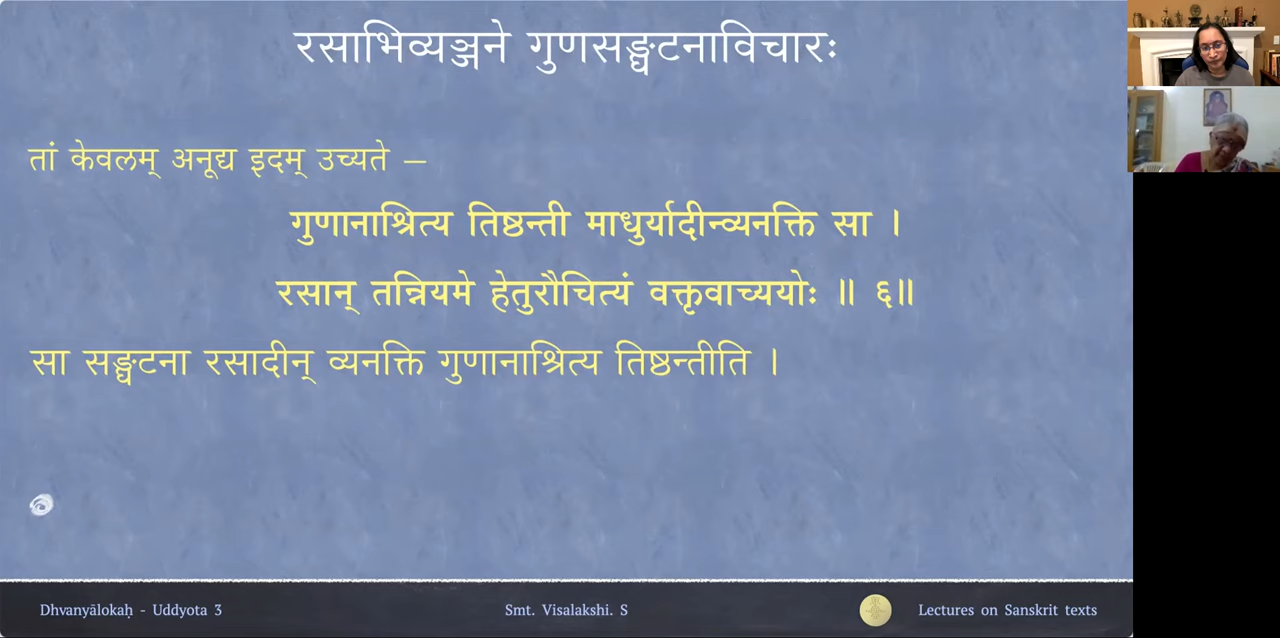 रसाभिव्यञ्जने गुणसङ्घटनाविचारः
तां केवलम् अनूद्य इदम् उच्यते –
गुणानाश्रित्य तिष्ठन्ती माधुर्यादीन्व्यनक्ति सा ।
रसान् तन्नियमे हेतुरौचित्यं वक्तृवाच्ययोः ॥ ६॥
सा सङ्घटना रसादीन् व्यनक्ति गुणानाश्रित्य तिष्ठन्तीति ।
Dhvanyālokaḥ - Uddyota 3
Smt. Visalakshi. S
Lectures on Sanskrit texts